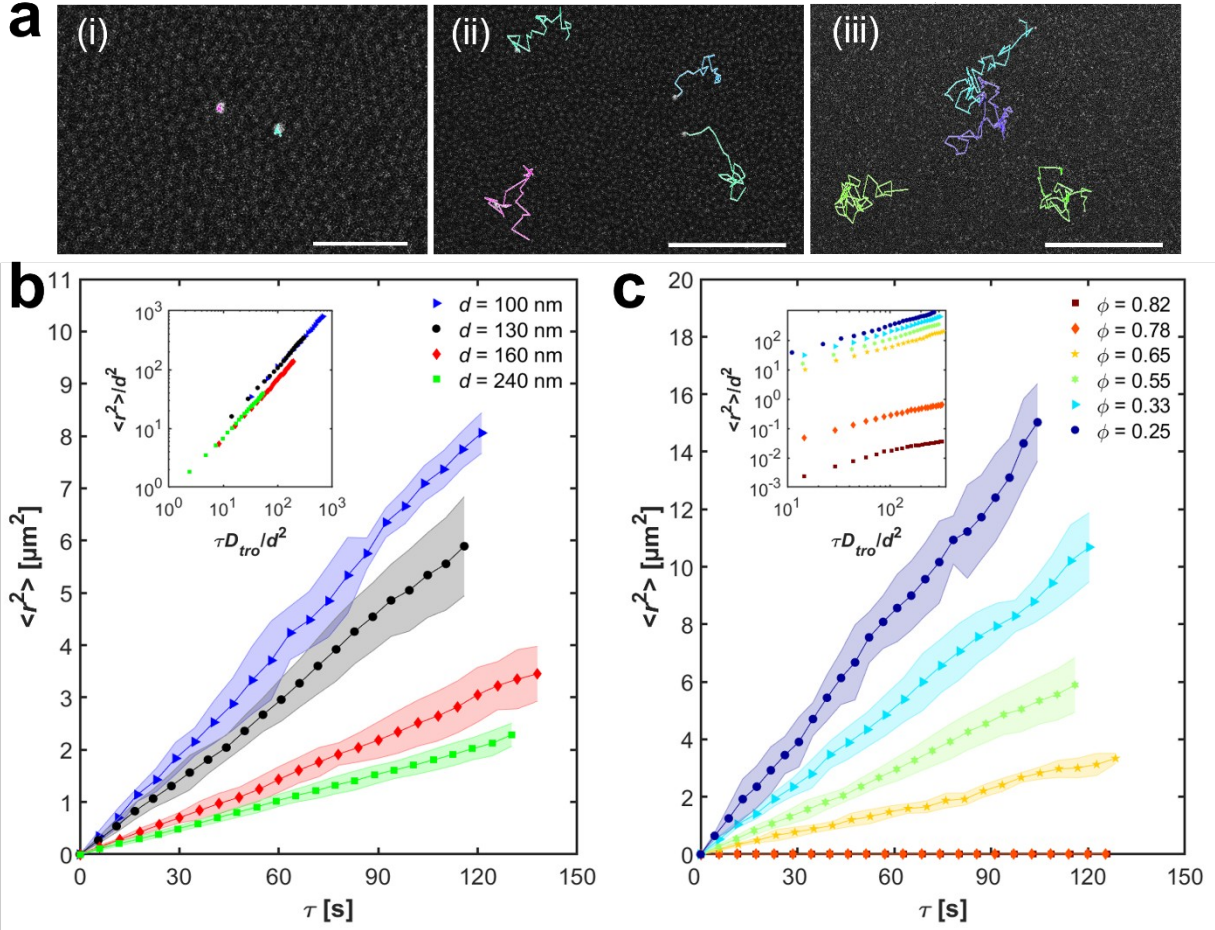 a
(i)
(ii)
(iii)
b
11
10
9
8
7
6
5
4
3
2
1
0
0
30
60
90
120
150
<r²> [µm²]
τ [s]
d = 100 nm
d = 130 nm
d = 160 nm
d = 240 nm
10³
10²
10¹
10⁰
10⁰
10¹
10²
10³
<r²>/d²
τD_tro/d²
c
20
18
16
14
12
10
8
6
4
2
0
0
30
60
90
120
150
<r²> [µm²]
τ [s]
ϕ = 0.82
ϕ = 0.78
ϕ = 0.65
ϕ = 0.55
ϕ = 0.33
ϕ = 0.25
10²
10¹
10⁰
10⁻¹
10⁻²
10⁻³
10¹
10²
<r²>/d²
τD_tro/d²